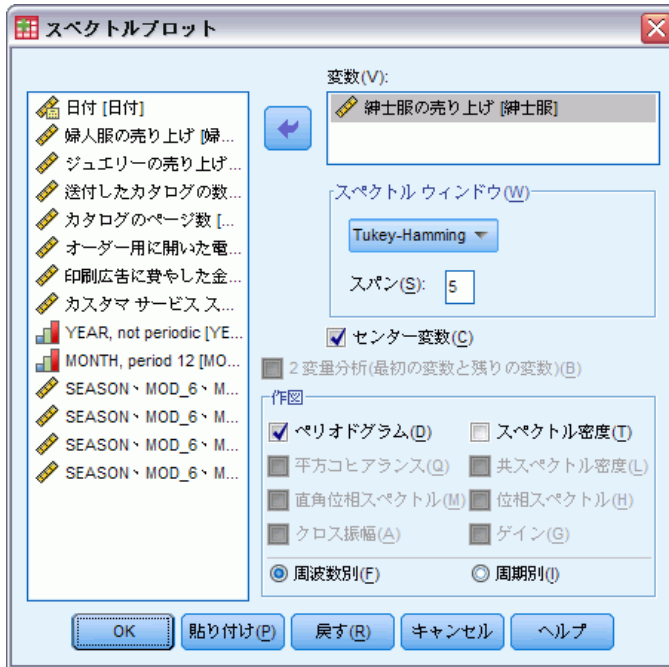 スペクトルプロット
変数(V):
日付 [日付]
婦人服の売り上げ [婦...
ジュエリーの売り上げ...
送付したカタログの数...
カタログのページ数 [...
オーダー用に開いた電...
印刷広告に費やした金...
カスタマ サービス ス...
YEAR, not periodic [YE...
MONTH, period 12 [MO...
SEASON、MOD_6、M...
SEASON、MOD_6、M...
SEASON、MOD_6、M...
SEASON、MOD_6、M...
紳士服の売り上げ [紳士服]
スペクトル ウィンドウ(W)
Tukey-Hamming
スパン(S): 5
センター変数(C)
2 変量分析(最初の変数と残りの変数)(B)
作図
ペリオドグラム(D) スペクトル密度(T)
平方コヒアランス(Q) 共スペクトル密度(L)
直角位相スペクトル(M) 位相スペクトル(H)
クロス振幅(A) ゲイン(G)
周波数別(F) 周期別(I)
OK 貼り付け(P) 戻す(R) キャンセル ヘルプ